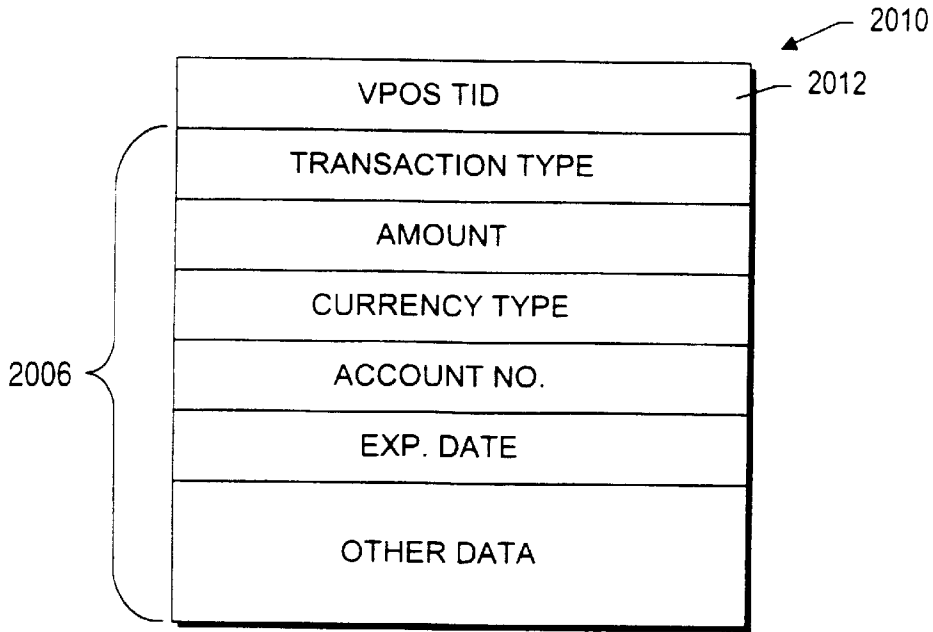 2010
VPOS TID
2012
TRANSACTION TYPE
AMOUNT
CURRENCY TYPE
2006
ACCOUNT NO.
EXP. DATE
OTHER DATA